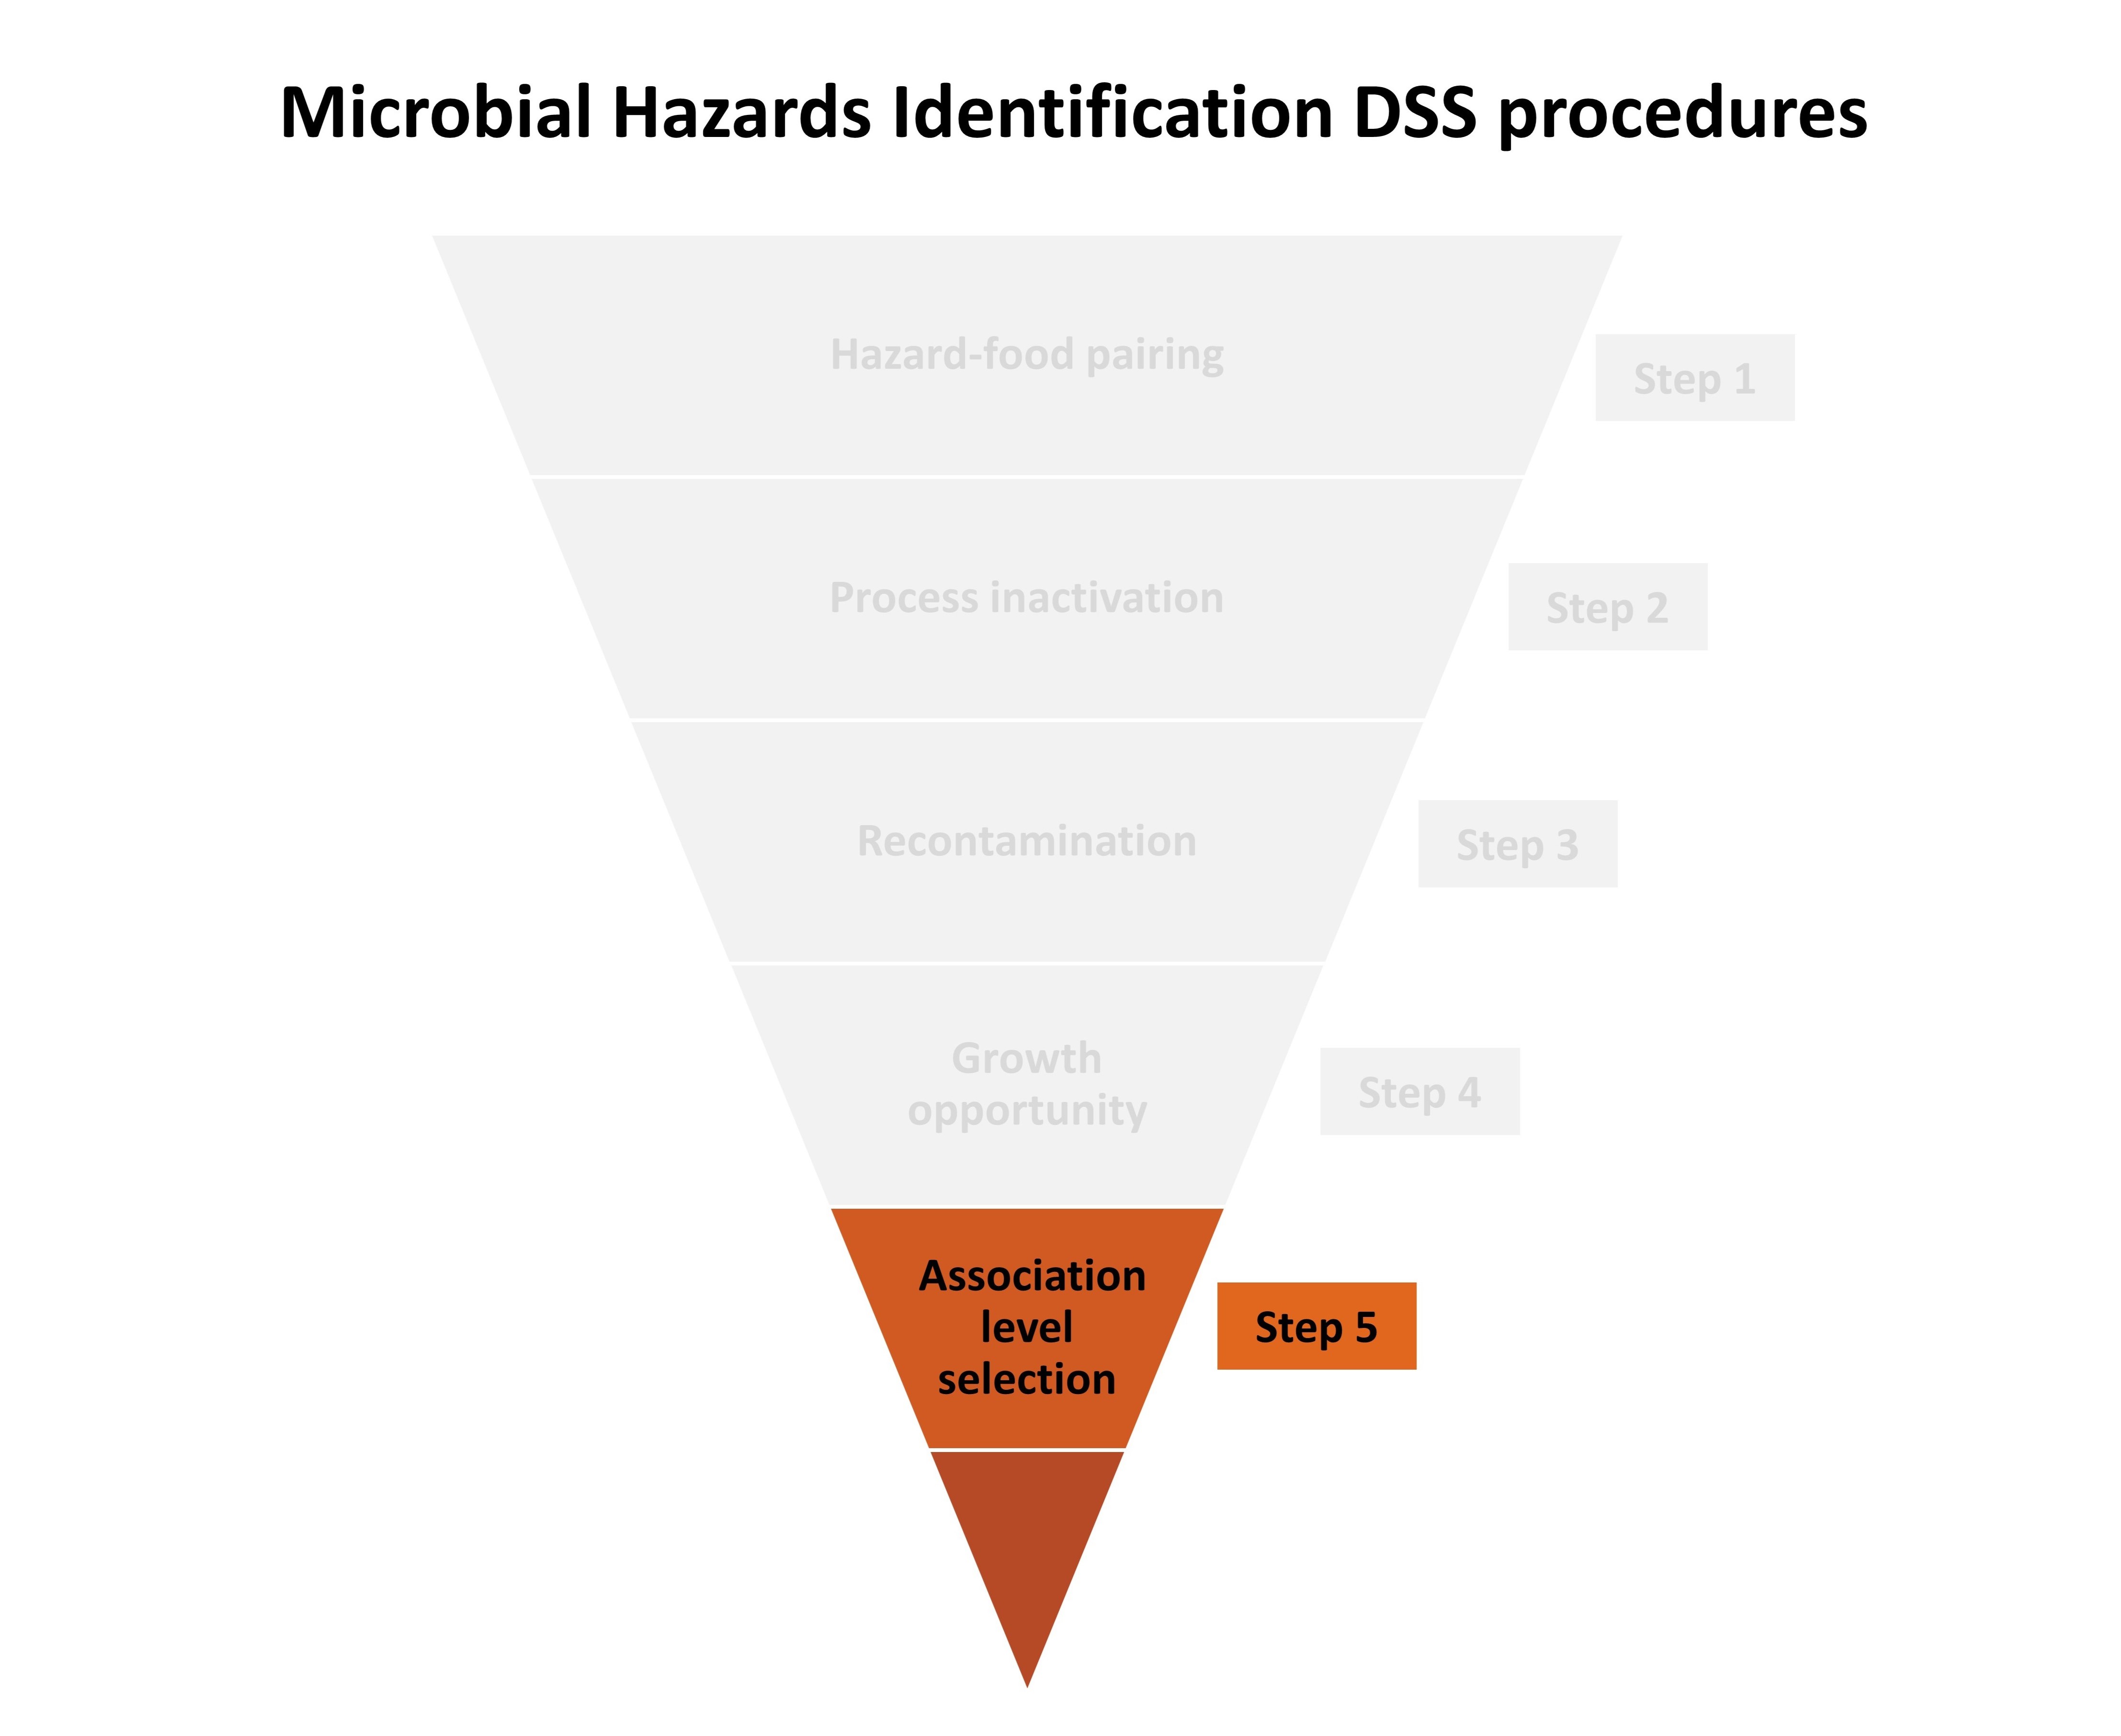 Microbial Hazards Identification DSS procedures
Hazard-food pairing
Step 1
Process inactivation
Step 2
Recontamination
Step 3
Growth
opportunity
Step 4
Association
level
selection
Step 5